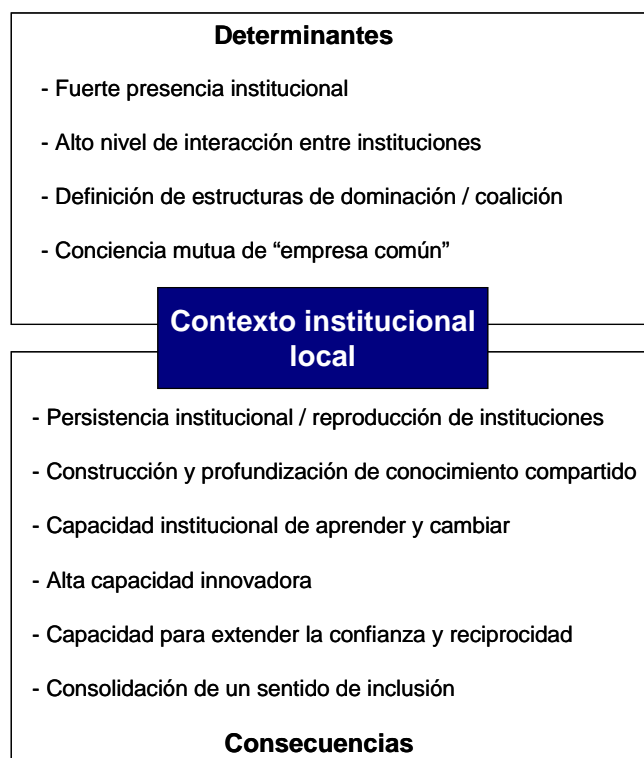 Determinantes
- Fuerte presencia institucional
- Alto nivel de interacción entre instituciones
- Definición de estructuras de dominación / coalición
- Conciencia mutua de “empresa común”
Contexto institucional
local
- Persistencia institucional / reproducción de instituciones
- Construcción y profundización de conocimiento compartido
- Capacidad institucional de aprender y cambiar
- Alta capacidad innovadora
- Capacidad para extender la confianza y reciprocidad
- Consolidación de un sentido de inclusión
Consecuencias